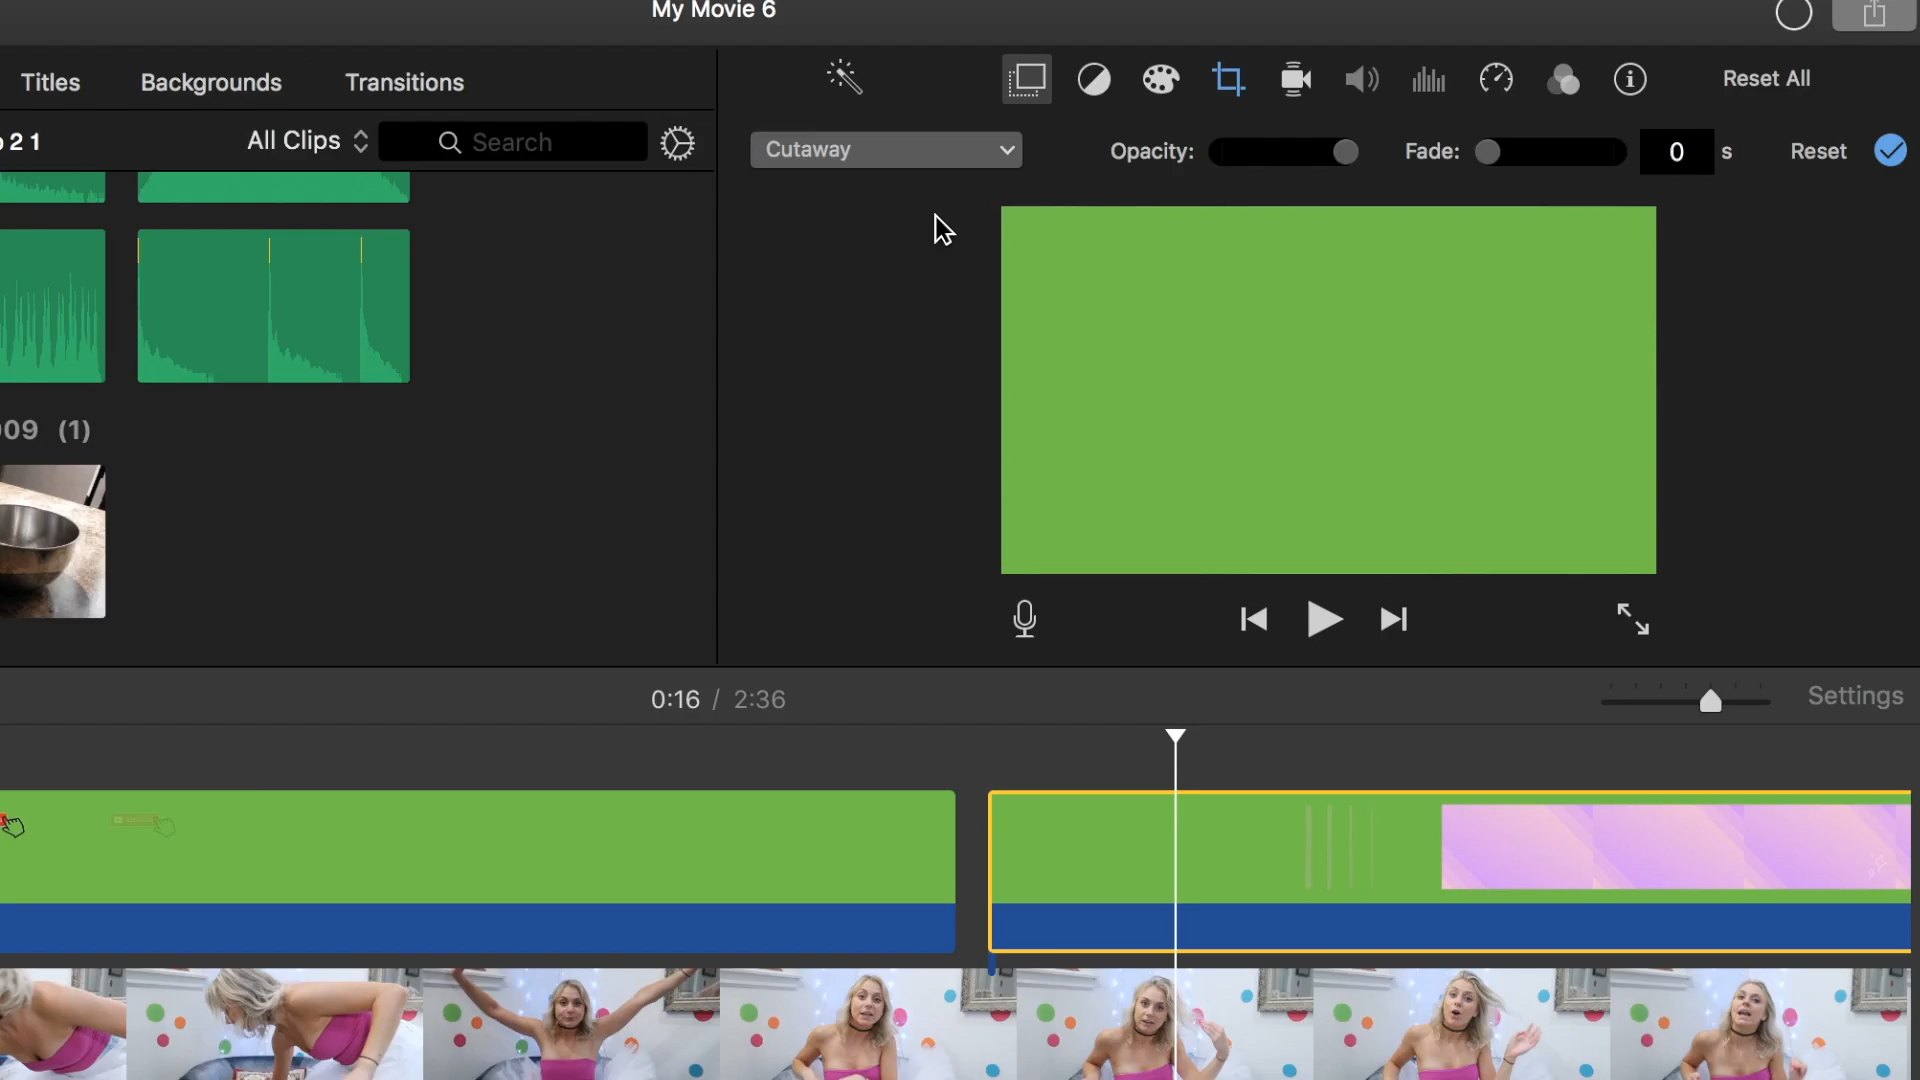 My Movie 6
Titles Backgrounds Transitions
Reset All
2 1 All Clips Search
Cutaway Opacity: Fade: 0 s Reset
09 (1)
0:16 / 2:36
Settings